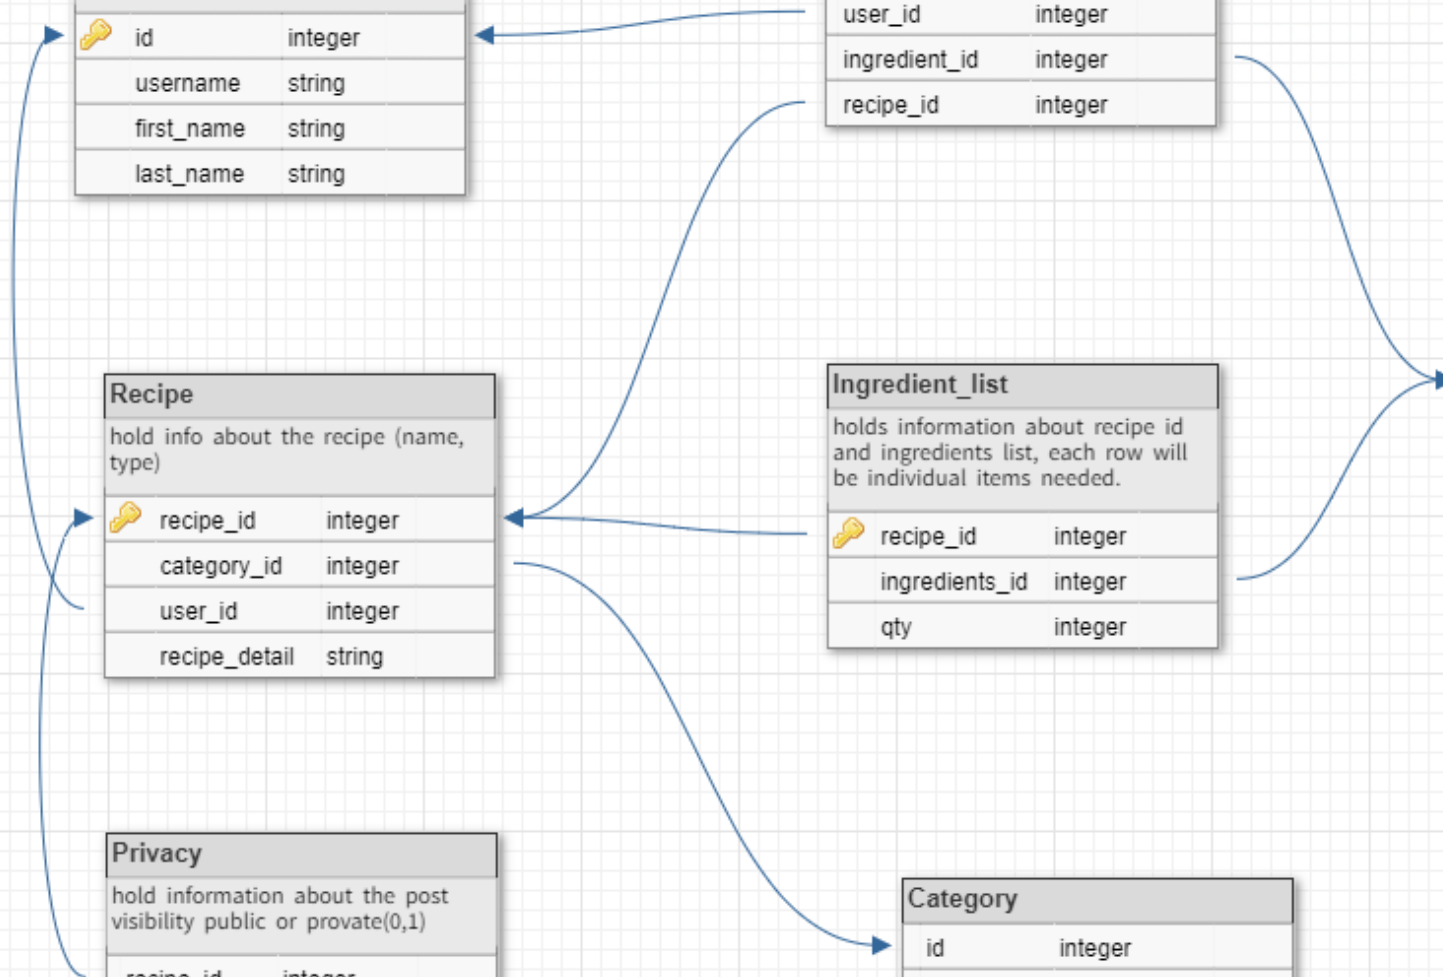 id integer
username string
first_name string
last_name string
user_id integer
ingredient_id integer
recipe_id integer
Recipe
hold info about the recipe (name,
type)
recipe_id integer
category_id integer
user_id integer
recipe_detail string
Ingredient_list
holds information about recipe id
and ingredients list, each row will
be individual items needed.
recipe_id integer
ingredients_id integer
qty integer
Privacy
hold information about the post
visibility public or provate(0,1)
recipe_id integer
Category
id integer